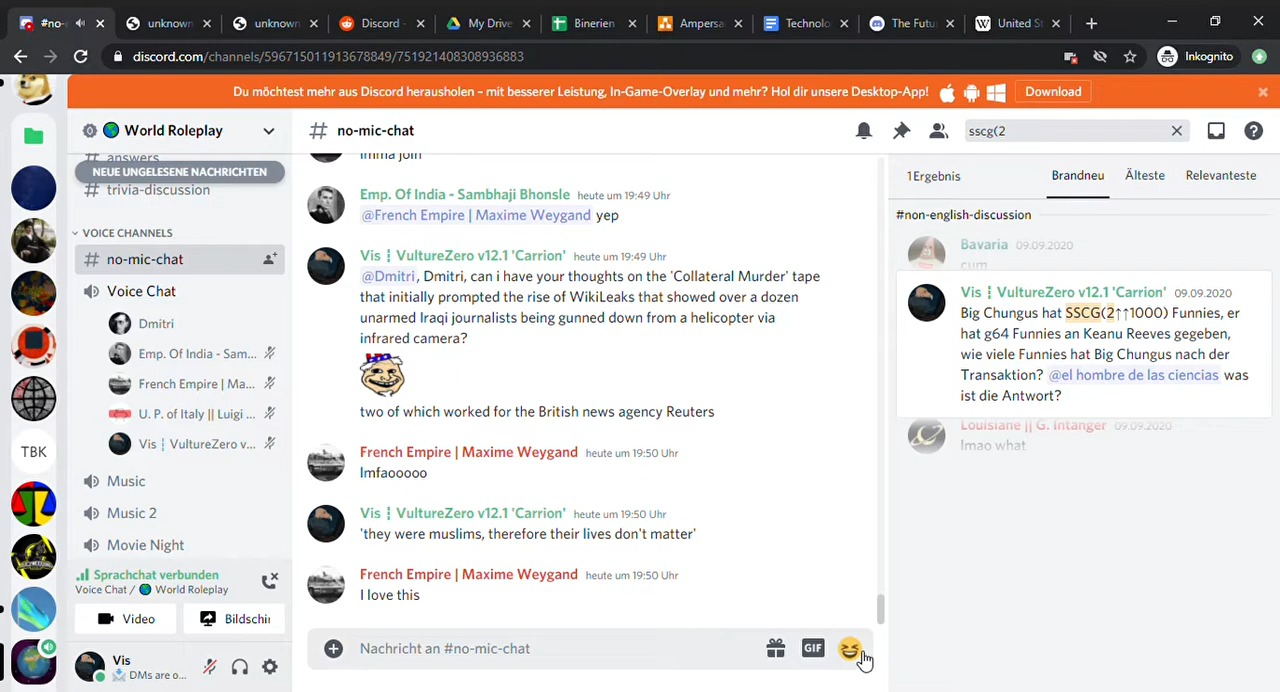 #no-
unknown
unknown
Discord -
My Drive
Binerien
Ampersa
Technolo
The Futu
United St
discord.com/channels/596715011913678849/751921408308936883
Inkognito
Du möchtest mehr aus Discord herausholen – mit besserer Leistung, In-Game-Overlay und mehr? Hol dir unsere Desktop-App!
Download
World Roleplay
# no-mic-chat
sscg(2
# answers
NEUE UNGELESENE NACHRICHTEN
# trivia-discussion
VOICE CHANNELS
# no-mic-chat
Voice Chat
Dmitri
Emp. Of India - Sam...
French Empire | Ma...
U. P. of Italy || Luigi ...
Vis ¦ VultureZero v...
TBK
Music
Music 2
Movie Night
Sprachchat verbunden
Voice Chat / World Roleplay
Video
Bildschir
Vis
DMs are o...
imma join
Emp. Of India - Sambhaji Bhonsle heute um 19:49 Uhr
@French Empire | Maxime Weygand yep
Vis ¦ VultureZero v12.1 'Carrion' heute um 19:49 Uhr
@Dmitri, Dmitri, can i have your thoughts on the 'Collateral Murder' tape
that initially prompted the rise of WikiLeaks that showed over a dozen
unarmed Iraqi journalists being gunned down from a helicopter via
infrared camera?
two of which worked for the British news agency Reuters
French Empire | Maxime Weygand heute um 19:50 Uhr
lmfaooooo
Vis ¦ VultureZero v12.1 'Carrion' heute um 19:50 Uhr
'they were muslims, therefore their lives don't matter'
French Empire | Maxime Weygand heute um 19:50 Uhr
I love this
Nachricht an #no-mic-chat
GIF
1Ergebnis
Brandneu
Älteste
Relevanteste
#non-english-discussion
Bavaria 09.09.2020
cum
Vis ¦ VultureZero v12.1 'Carrion' 09.09.2020
Big Chungus hat SSCG(2↑↑1000) Funnies, er
hat g64 Funnies an Keanu Reeves gegeben,
wie viele Funnies hat Big Chungus nach der
Transaktion? @el hombre de las ciencias was
ist die Antwort?
Louisiane || G. Intanger 09.09.2020
lmao what